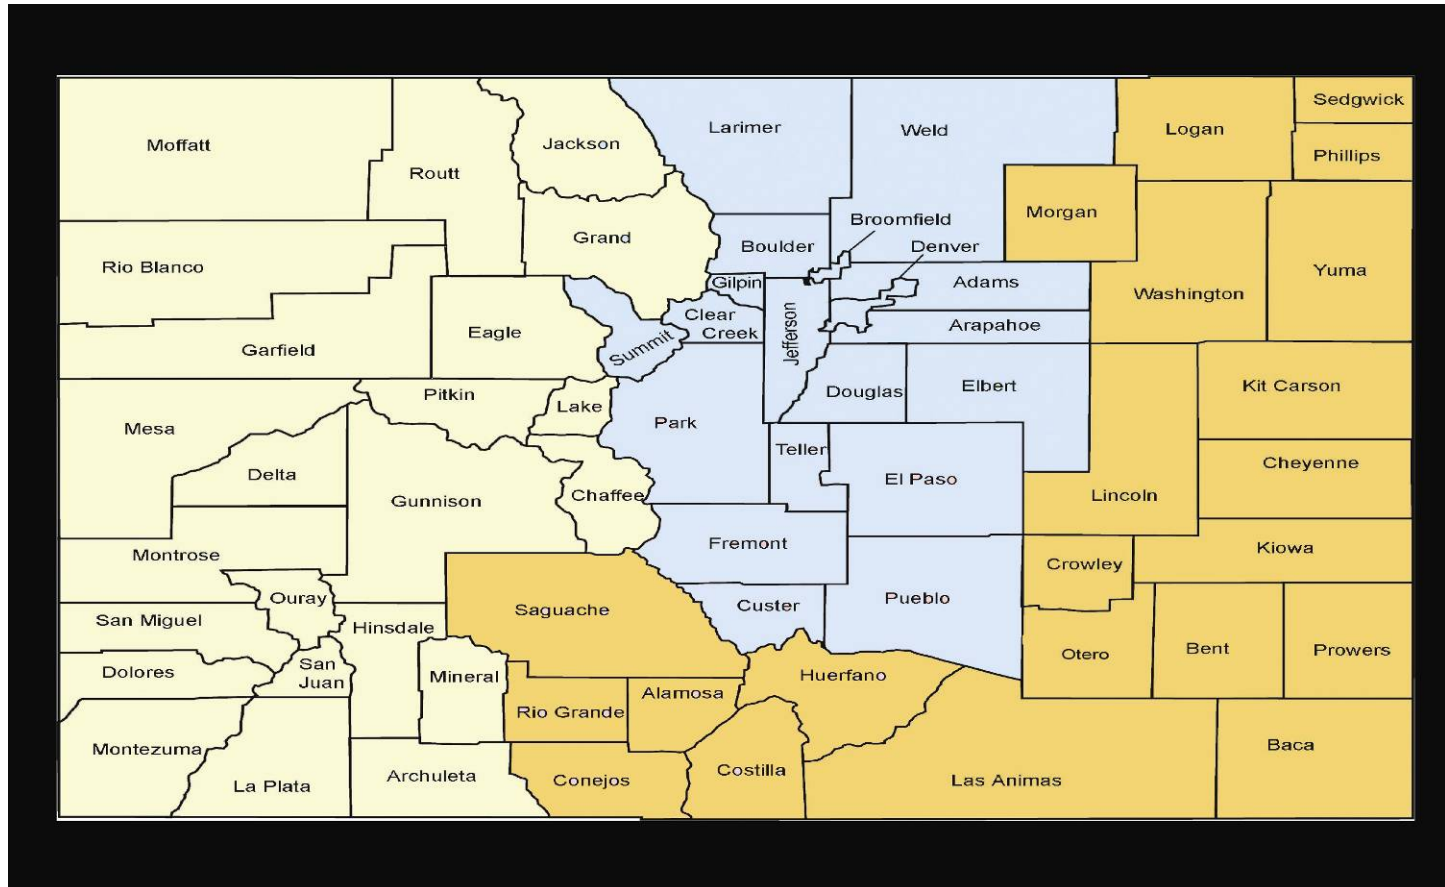 Sedgwick
Moffatt
Jackson
Larimer
Weld
Logan
Phillips
Routt
Morgan
Grand
Boulder
Broomfield
Denver
Rio Blanco
Gilpin
Adams
Yuma
Washington
Eagle
Summit
Clear
Creek
Jefferson
Arapahoe
Garfield
Pitkin
Lake
Douglas
Elbert
Kit Carson
Mesa
Park
Teller
Cheyenne
Delta
Gunnison
Chaffee
El Paso
Lincoln
Montrose
Fremont
Kiowa
Crowley
Ouray
Saguache
Custer
Pueblo
San Miguel
Hinsdale
Otero
Bent
Prowers
Dolores
San
Juan
Mineral
Huerfano
Alamosa
Rio Grande
Montezuma
La Plata
Archuleta
Conejos
Costilla
Las Animas
Baca